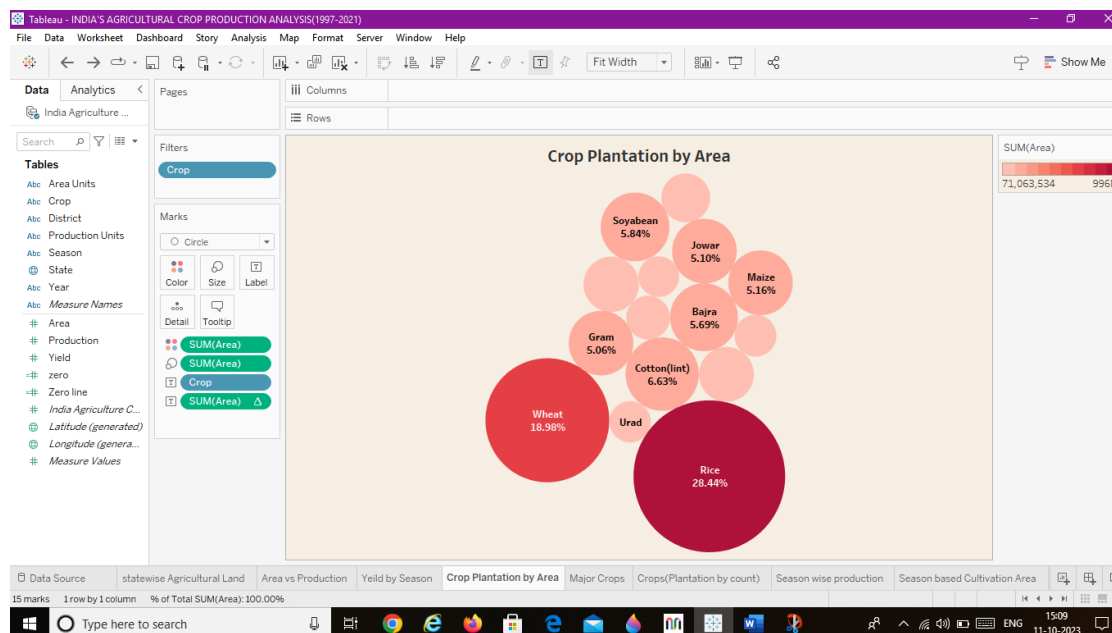 Tableau - INDIA'S AGRICULTURAL CROP PRODUCTION ANALYSIS(1997-2021)
File Data Worksheet Dashboard Story Analysis Map Format Server Window Help
Fit Width
Show Me
Data Analytics
India Agriculture ...
Search
Tables
Abc Area Units
Abc Crop
Abc District
Abc Production Units
Abc Season
State
Abc Year
Abc Measure Names
# Area
# Production
# Yield
=# zero
=# Zero line
# India Agriculture C...
Latitude (generated)
Longitude (genera...
# Measure Values
Pages
Filters
Crop
Marks
Circle
Color Size Label
Detail Tooltip
SUM(Area)
SUM(Area)
Crop
SUM(Area) Δ
Columns
Rows
Crop Plantation by Area
Soyabean
5.84%
Jowar
5.10%
Maize
5.16%
Bajra
5.69%
Gram
5.06%
Cotton(lint)
6.63%
Wheat
18.98%
Urad
Rice
28.44%
SUM(Area)
71,063,534 996
Data Source statewise Agricultural Land Area vs Production Yeild by Season Crop Plantation by Area Major Crops Crops(Plantation by count) Season wise production Season based Cultivation Area
15 marks 1 row by 1 column % of Total SUM(Area): 100.00%
Type here to search
ENG
15:09
11-10-2023